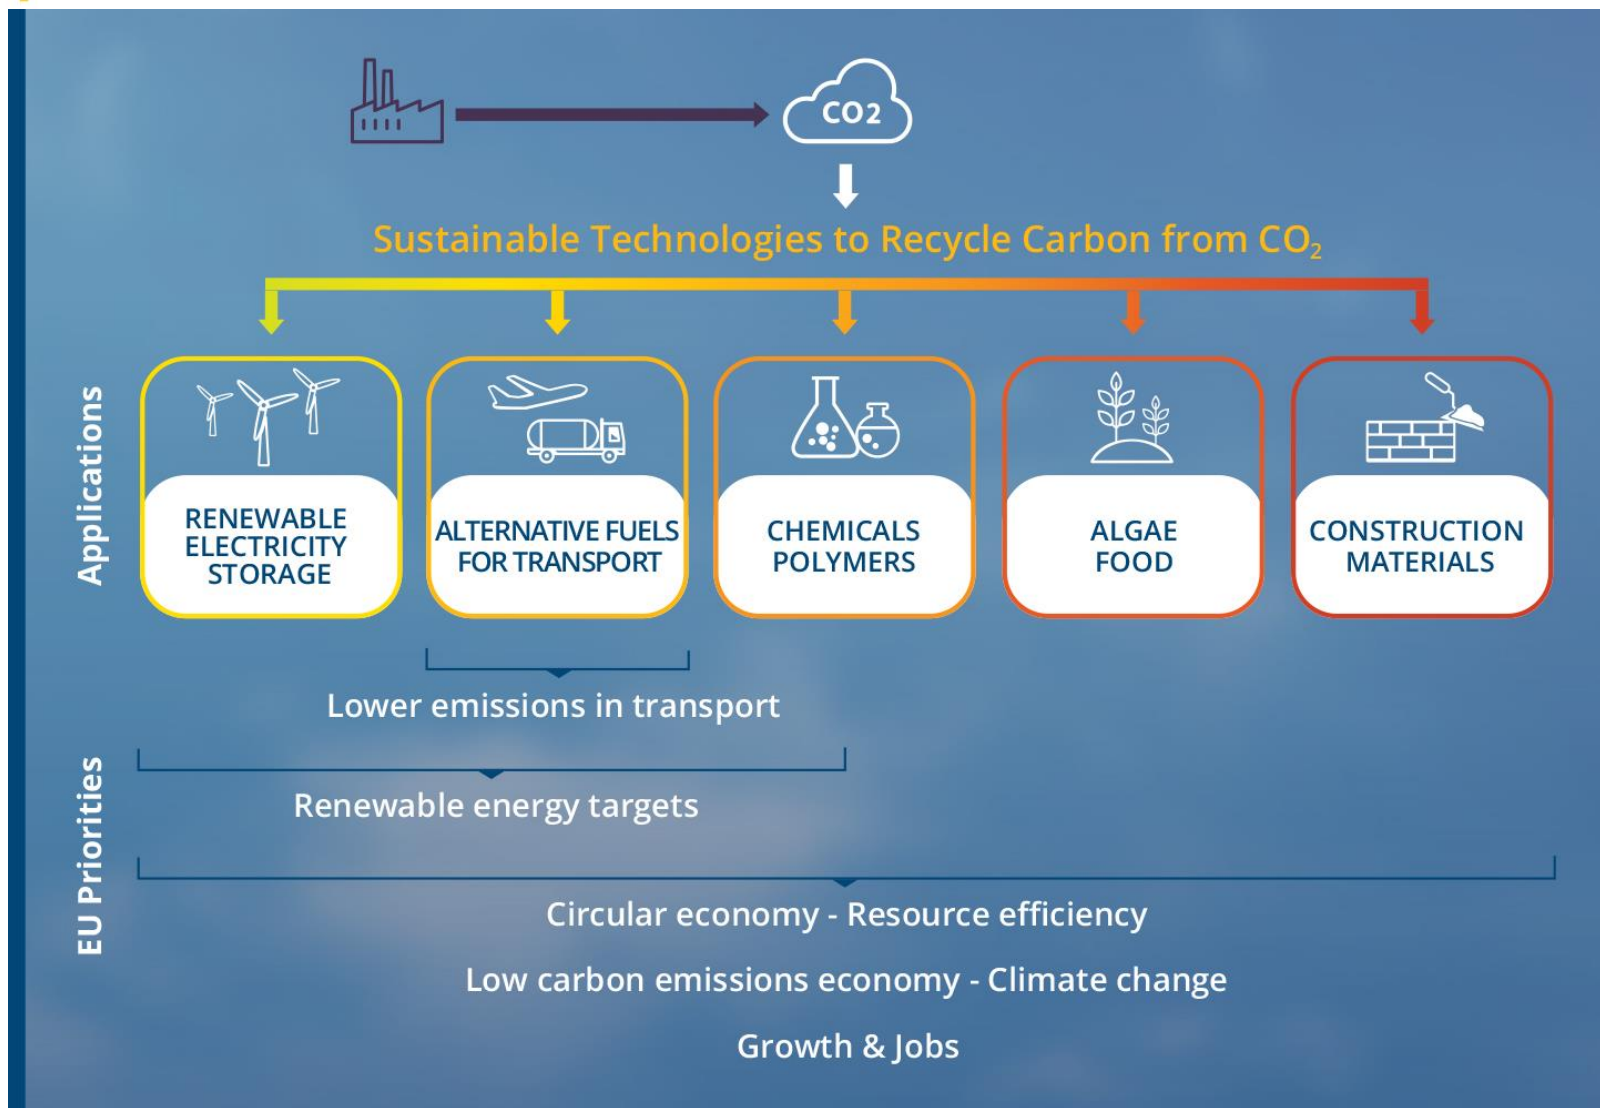 CO2
Sustainable Technologies to Recycle Carbon from CO₂
Applications
RENEWABLE
ELECTRICITY
STORAGE
ALTERNATIVE FUELS
FOR TRANSPORT
CHEMICALS
POLYMERS
ALGAE
FOOD
CONSTRUCTION
MATERIALS
EU Priorities
Lower emissions in transport
Renewable energy targets
Circular economy - Resource efficiency
Low carbon emissions economy - Climate change
Growth & Jobs